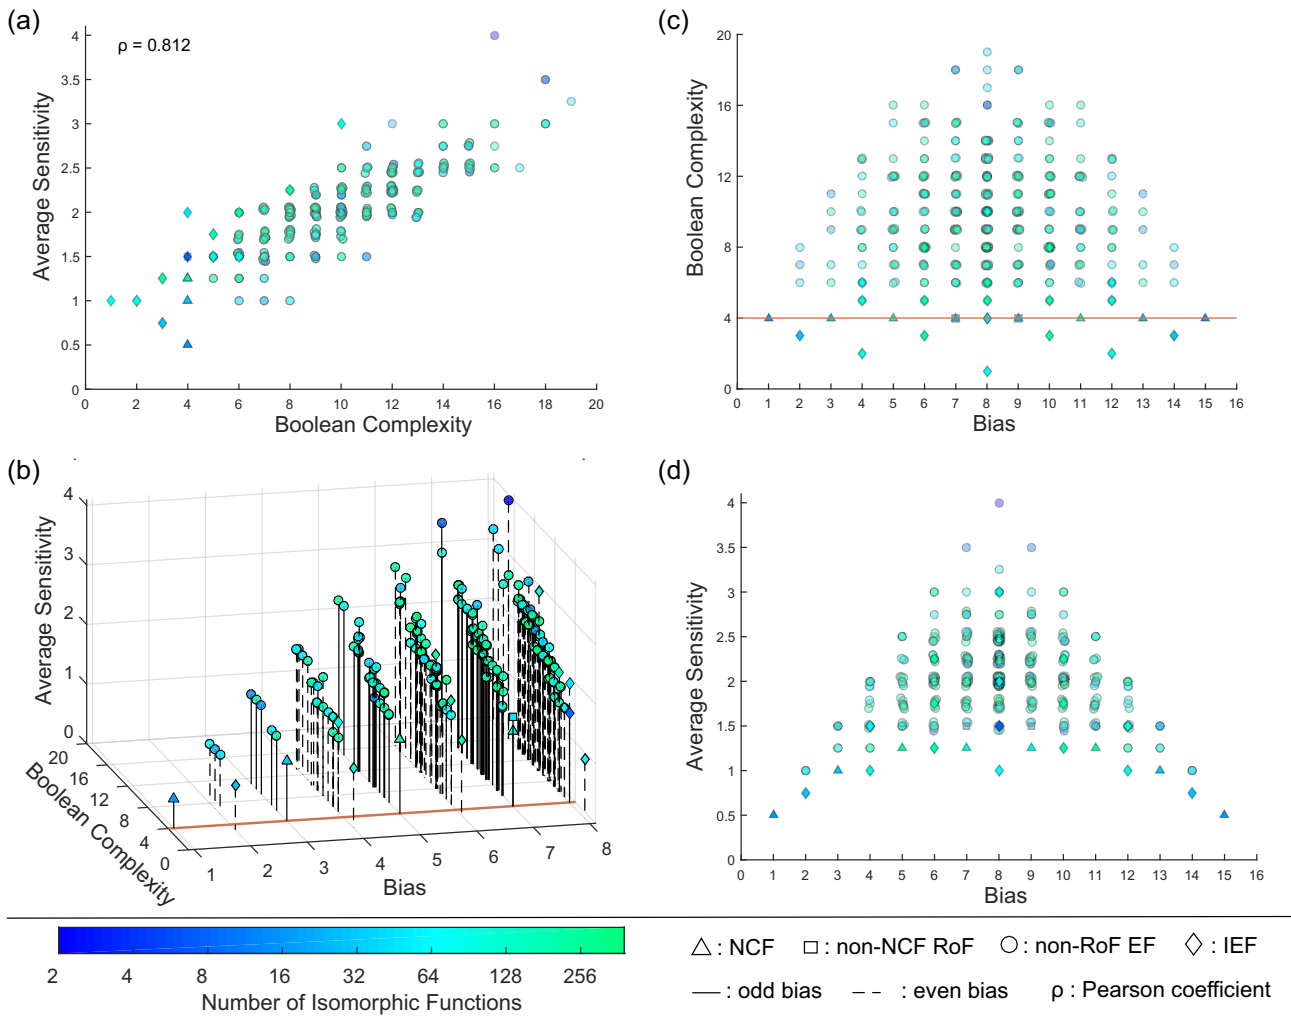 (a)
ρ = 0.812
Average Sensitivity
4
3.5
3
2.5
2
1.5
1
0.5
0
0 2 4 6 8 10 12 14 16 18 20
Boolean Complexity
(c)
Boolean Complexity
20
16
12
8
4
0
0 1 2 3 4 5 6 7 8 9 10 11 12 13 14 15 16
Bias
(b)
Average Sensitivity
4
3
2
1
0
20
16
12
8
4
0
Boolean Complexity
1 2 3 4 5 6 7 8
Bias
(d)
Average Sensitivity
4
3.5
3
2.5
2
1.5
1
0.5
0
0 1 2 3 4 5 6 7 8 9 10 11 12 13 14 15 16
Bias
2 4 8 16 32 64 128 256
Number of Isomorphic Functions
: NCF : non-NCF RoF : non-RoF EF : IEF
: odd bias : even bias ρ : Pearson coefficient